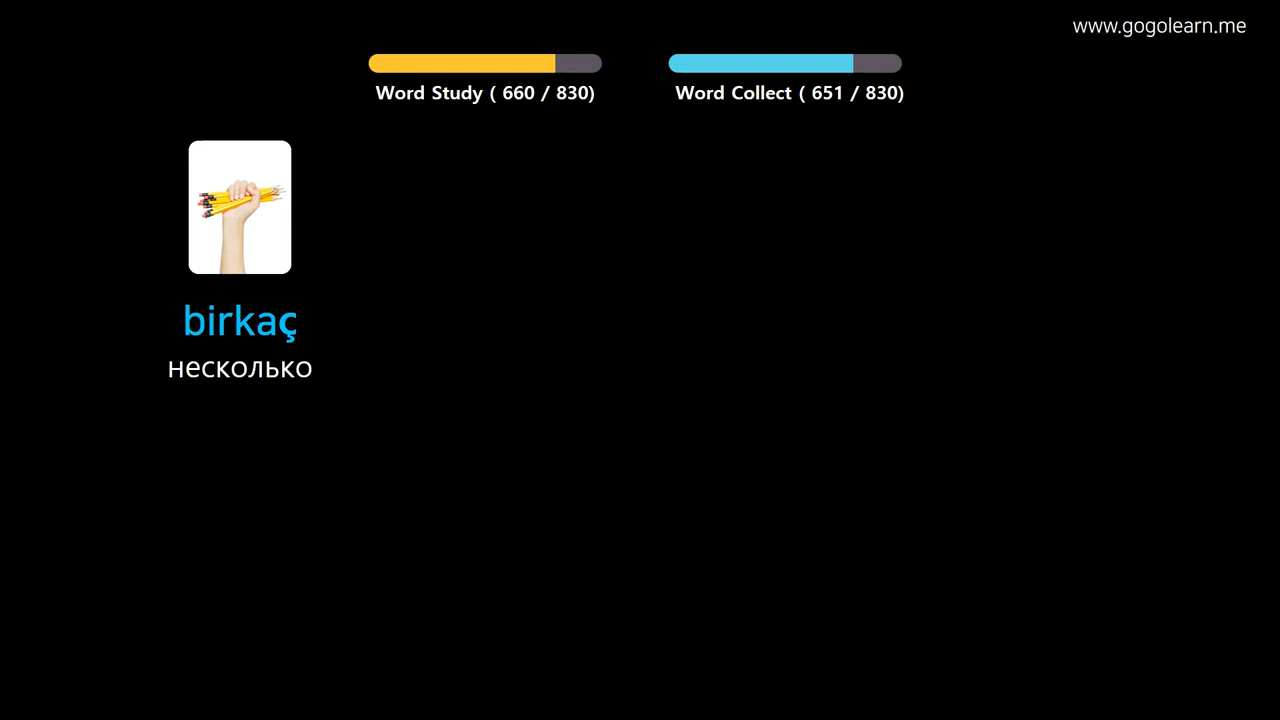 www.gogolearn.me
Word Study ( 660 / 830)
Word Collect ( 651 / 830)
birkaç
несколько